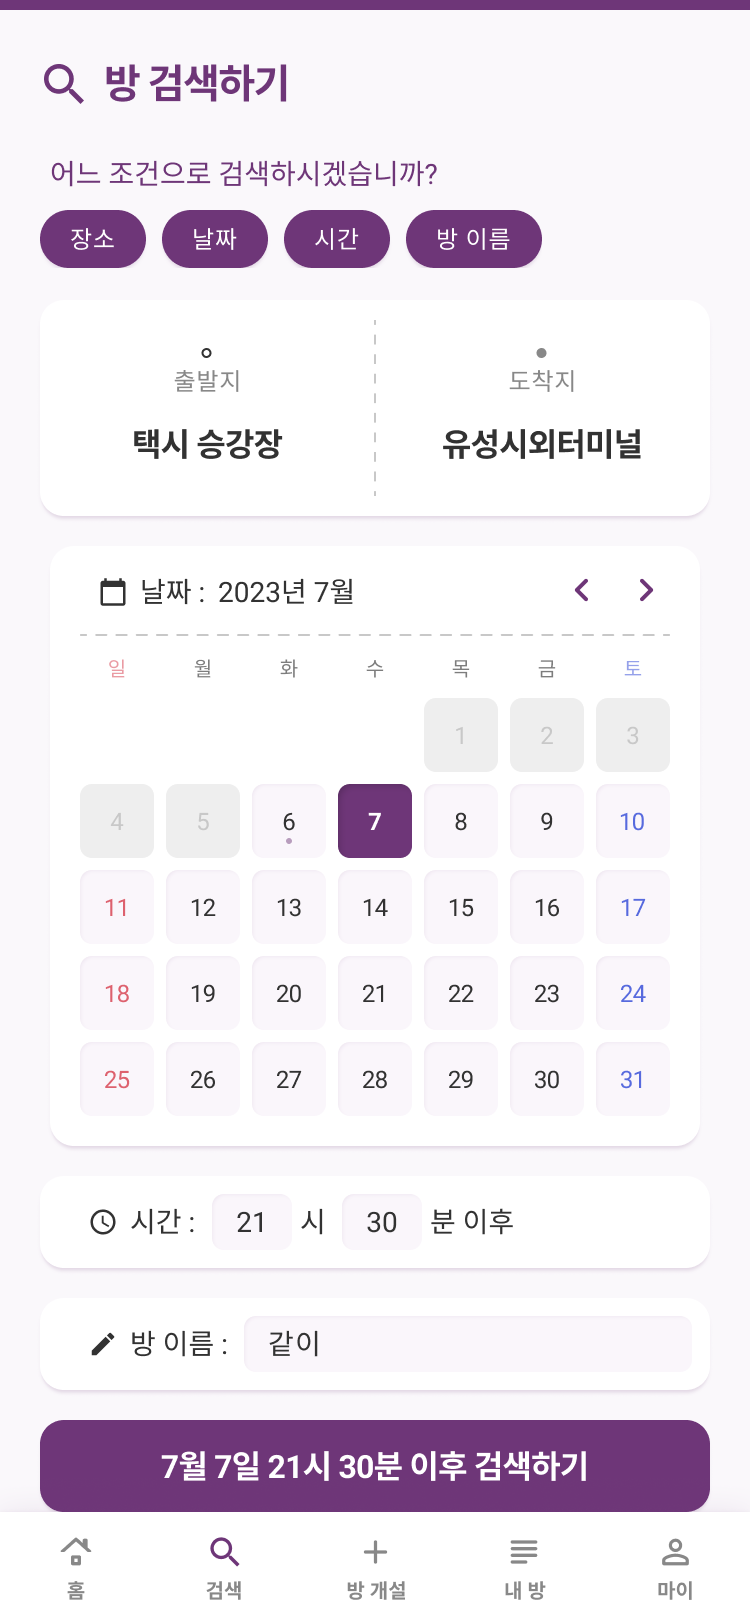 방 검색하기
어느 조건으로 검색하시겠습니까?
장소 날짜 시간 방 이름
출발지 도착지
택시 승강장 유성시외터미널
날짜 : 2023년 7월
일 월 화 수 목 금 토
1 2 3
4 5 6 7 8 9 10
11 12 13 14 15 16 17
18 19 20 21 22 23 24
25 26 27 28 29 30 31
시간 : 21 시 30 분 이후
방 이름 : 같이
7월 7일 21시 30분 이후 검색하기
홈 검색 방 개설 내 방 마이